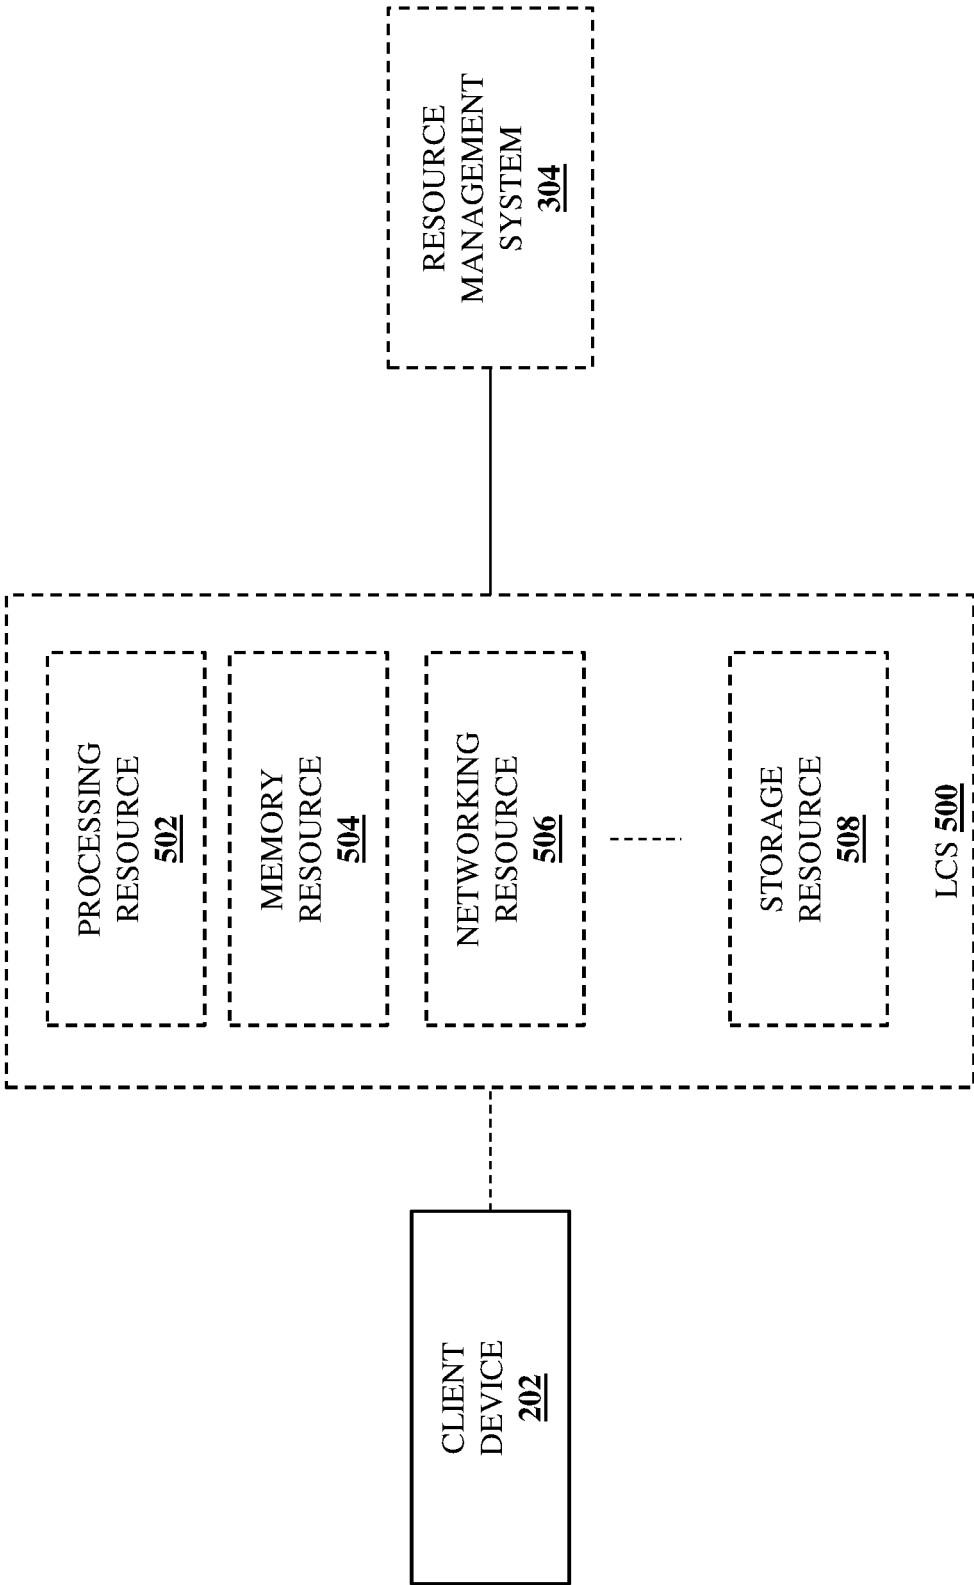 CLIENT
DEVICE
202
PROCESSING
RESOURCE
502
MEMORY
RESOURCE
504
NETWORKING
RESOURCE
506
STORAGE
RESOURCE
508
LCS 500
RESOURCE
MANAGEMENT
SYSTEM
304